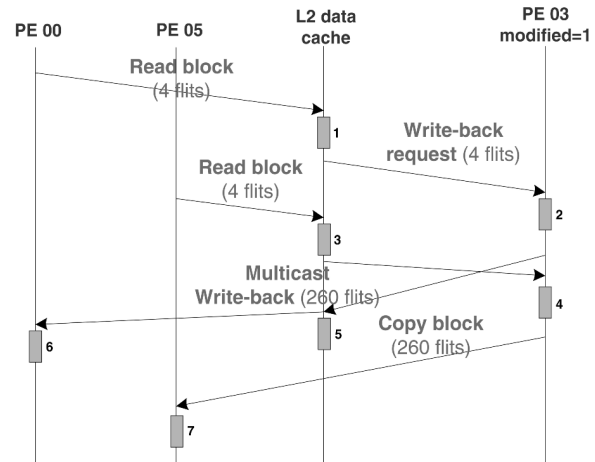 PE 00
PE 05
L2 data
cache
PE 03
modified=1
Read block
(4 flits)
1
Write-back
request (4 flits)
Read block
(4 flits)
2
3
Multicast
Write-back (260 flits)
4
Copy block
(260 flits)
5
6
7